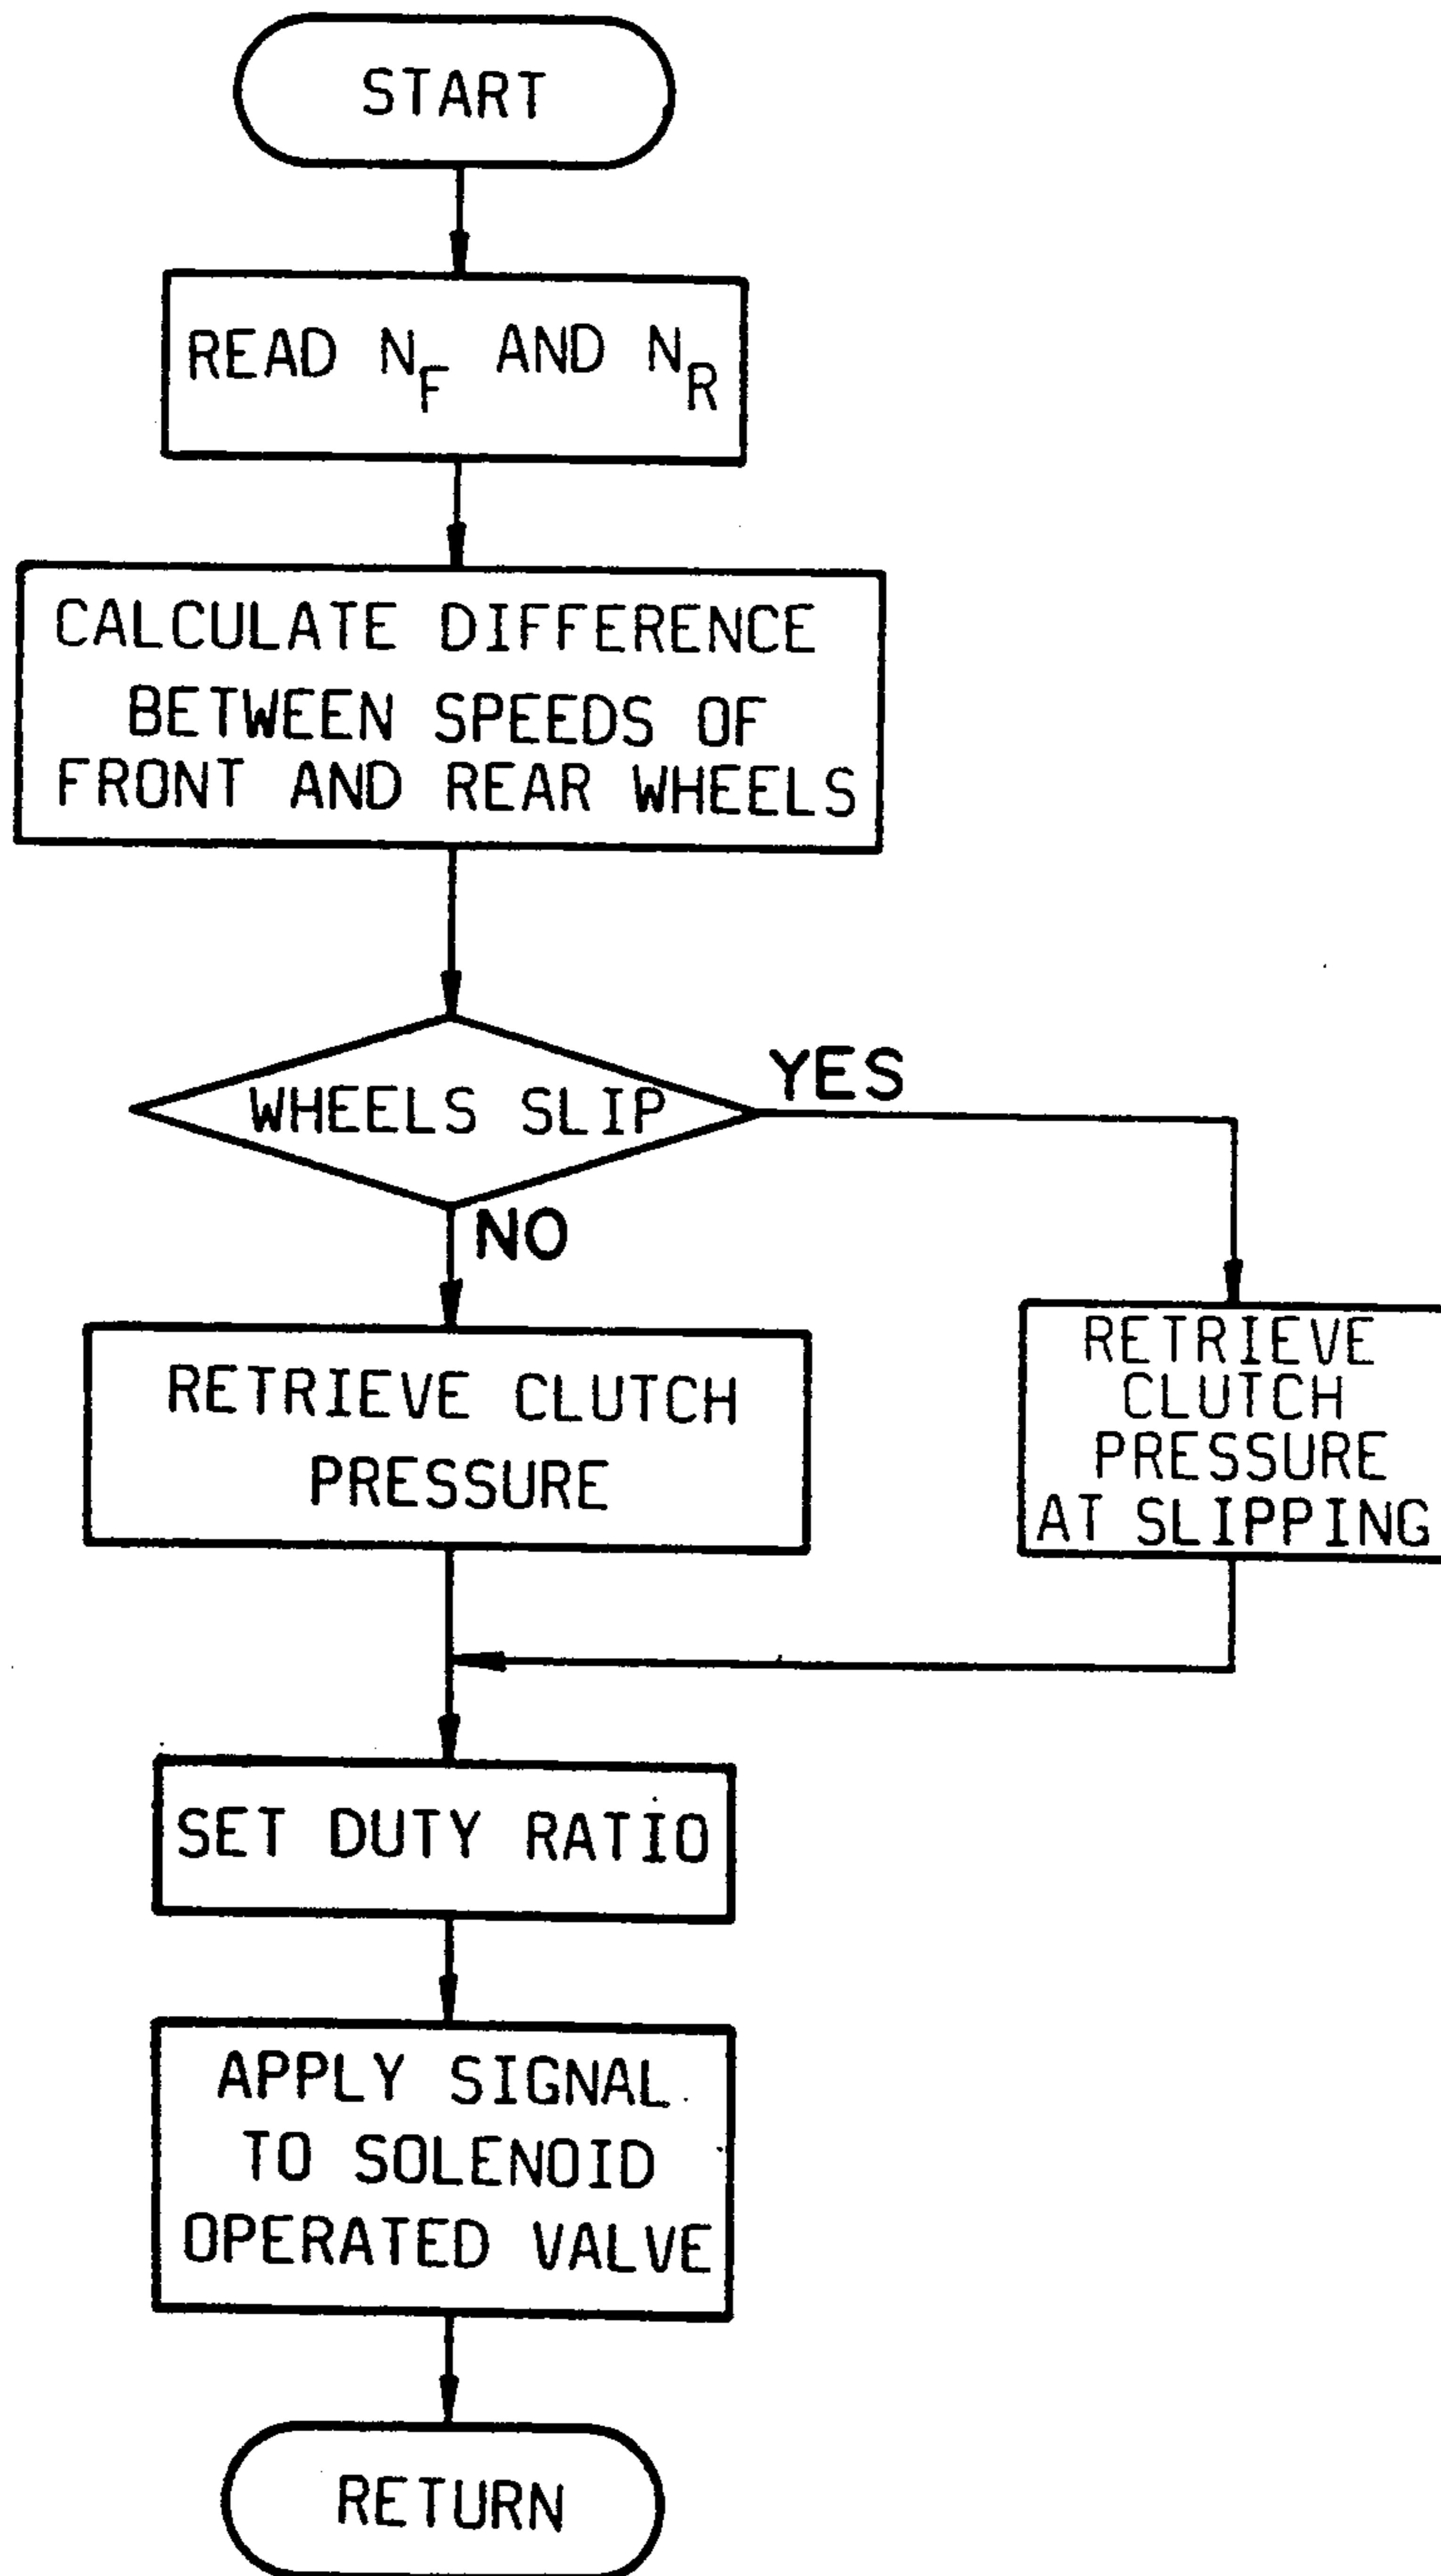 START
READ N_F AND N_R
CALCULATE DIFFERENCE
BETWEEN SPEEDS OF
FRONT AND REAR WHEELS
WHEELS SLIP
YES
NO
RETRIEVE CLUTCH
PRESSURE
RETRIEVE
CLUTCH
PRESSURE
AT SLIPPING
SET DUTY RATIO
APPLY SIGNAL
TO SOLENOID
OPERATED VALVE
RETURN